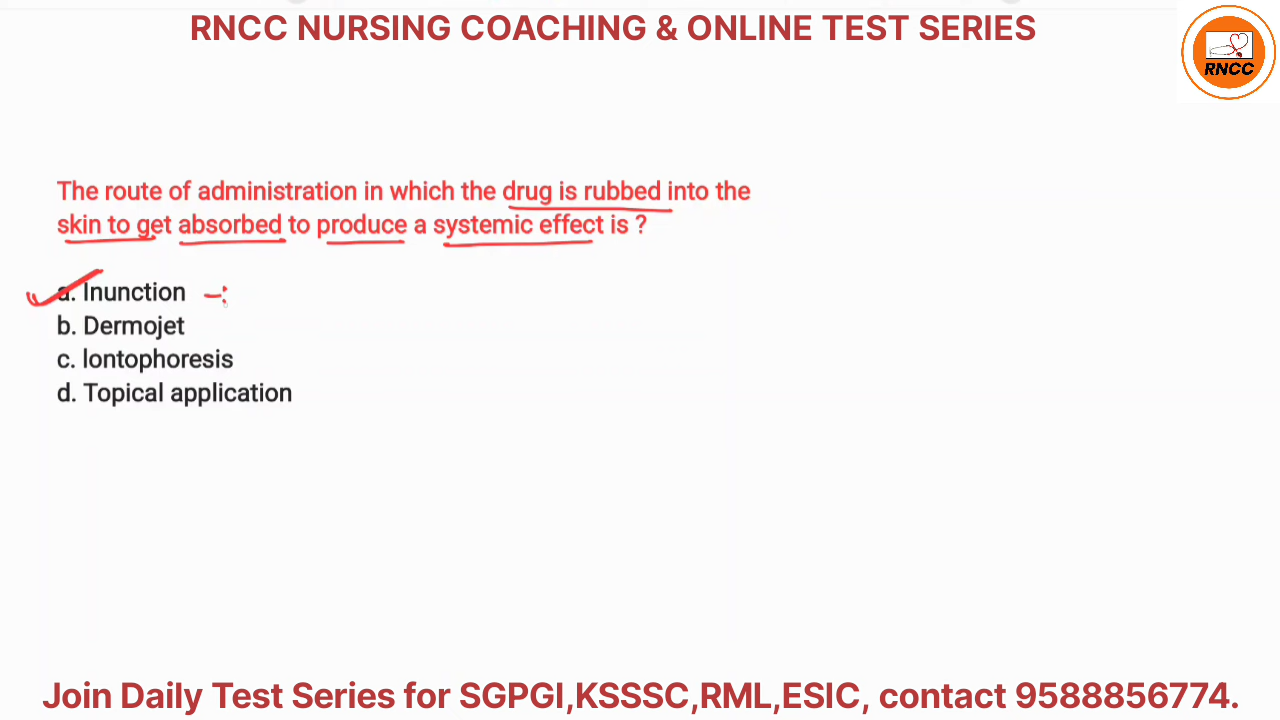 RNCC NURSING COACHING & ONLINE TEST SERIES
RNCC
The route of administration in which the drug is rubbed into the
skin to get absorbed to produce a systemic effect is ?
a. Inunction
b. Dermojet
c. lontophoresis
d. Topical application
Join Daily Test Series for SGPGI,KSSSC,RML,ESIC, contact 9588856774.